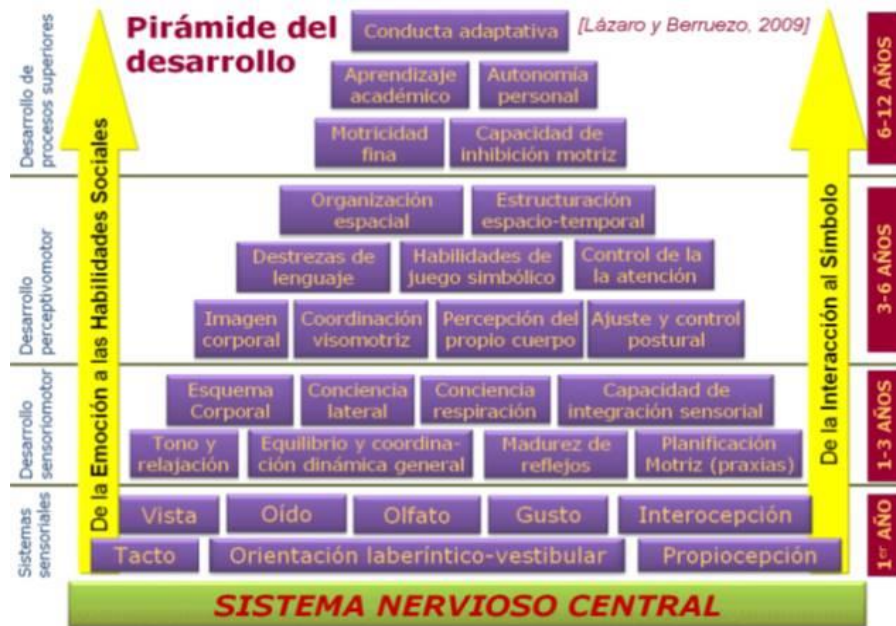 Pirámide del
desarrollo
[Lázaro y Berruezo, 2009]
Conducta adaptativa
Aprendizaje
académico
Autonomía
personal
Motricidad
fina
Capacidad de
inhibición motriz
Desarrollo de
procesos superiores
6-12 AÑOS
Organización
espacial
Estructuración
espacio-temporal
Destrezas de
lenguaje
Habilidades de
juego simbólico
Control de la
la atención
Imagen
corporal
Coordinación
visomotriz
Percepción del
propio cuerpo
Ajuste y control
postural
Desarrollo
perceptivomotor
3-6 AÑOS
Esquema
Corporal
Conciencia
lateral
Conciencia
respiración
Capacidad de
integración sensorial
Tono y
relajación
Equilibrio y coordina-
ción dinámica general
Madurez de
reflejos
Planificación
Motriz (praxias)
Desarrollo
sensoriomotor
1-3 AÑOS
Vista
Oído
Olfato
Gusto
Interocepción
Tacto
Orientación laberíntico-vestibular
Propiocepción
Sistemas
sensoriales
1er AÑO
De la Emoción a las Habilidades Sociales
De la Interacción al Símbolo
SISTEMA NERVIOSO CENTRAL